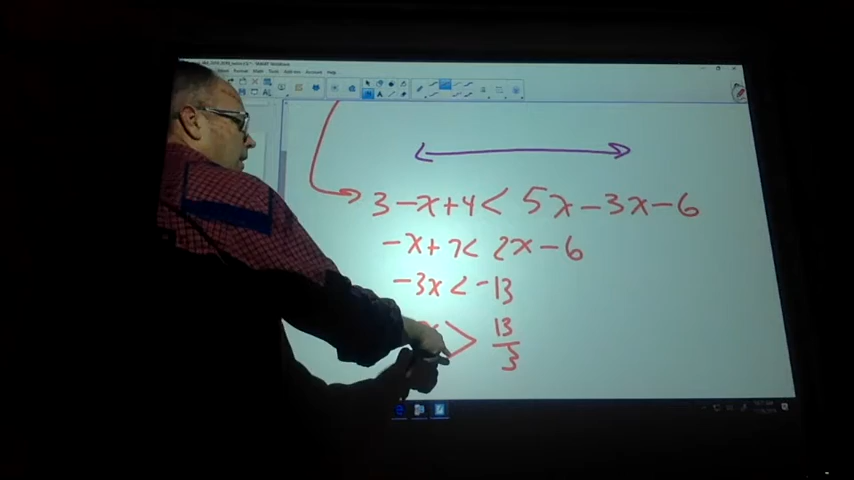 3 - x + 4 < 5x - 3x - 6
-x + 7 < 2x - 6
-3x < -13
x > 13/3